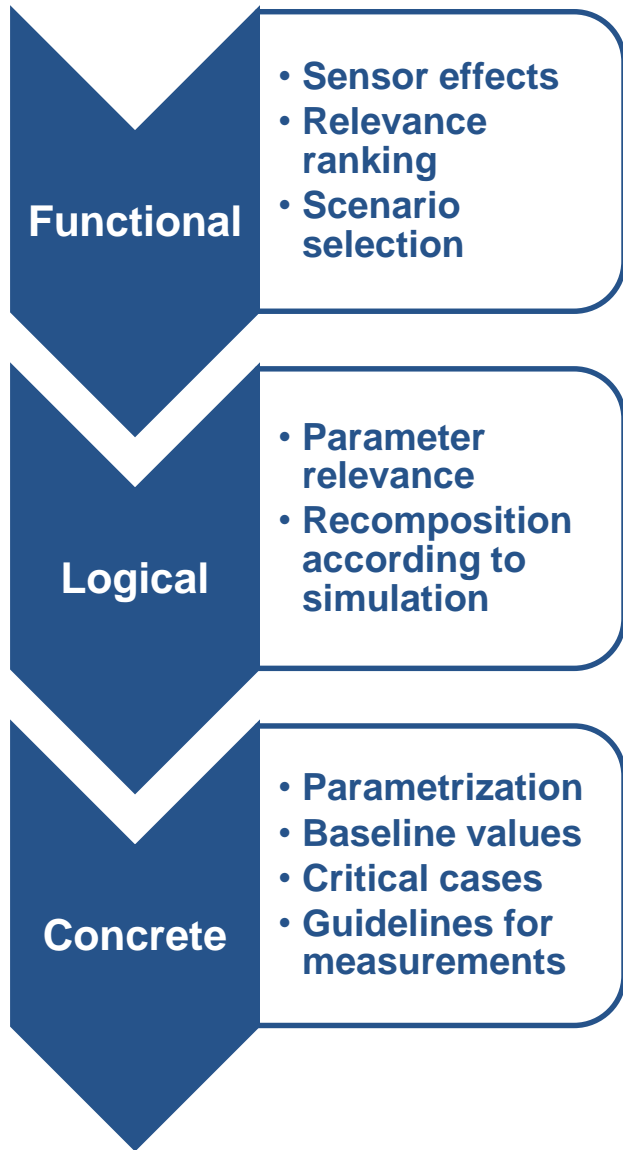 Functional
• Sensor effects
• Relevance
ranking
• Scenario
selection
Logical
• Parameter
relevance
• Recomposition
according to
simulation
Concrete
• Parametrization
• Baseline values
• Critical cases
• Guidelines for
measurements